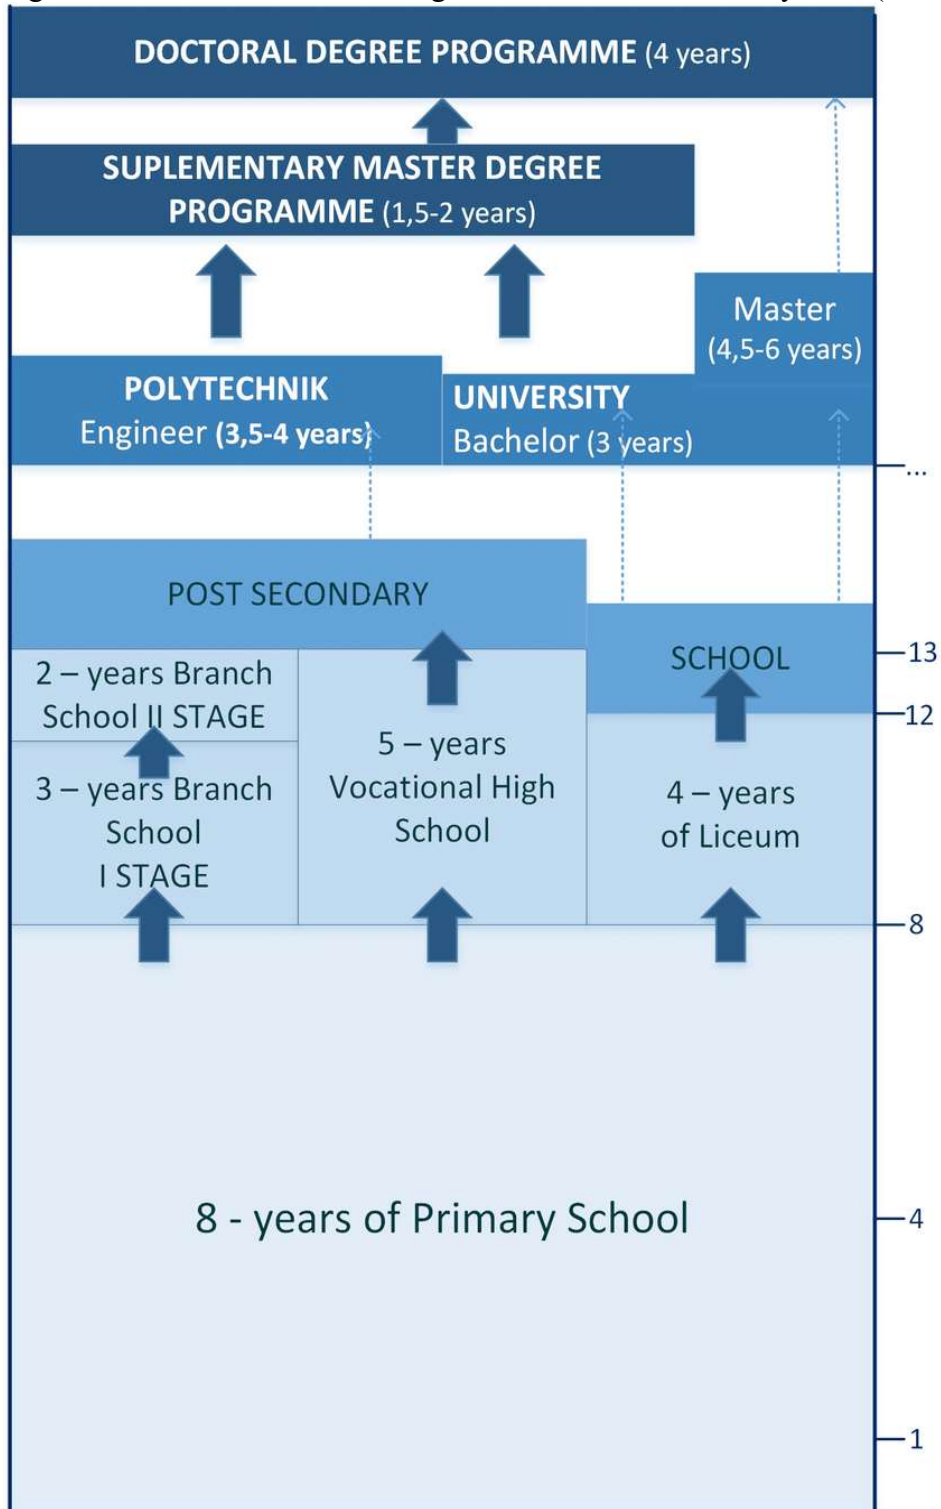 DOCTORAL DEGREE PROGRAMME (4 years)
SUPLEMENTARY MASTER DEGREE
PROGRAMME (1,5-2 years)
Master
(4,5-6 years)
POLYTECHNIK
Engineer (3,5-4 years)
UNIVERSITY
Bachelor (3 years)
...
POST SECONDARY
SCHOOL
13
12
2 – years Branch
School II STAGE
3 – years Branch
School
I STAGE
5 – years
Vocational High
School
4 – years
of Liceum
8
8 - years of Primary School
4
1